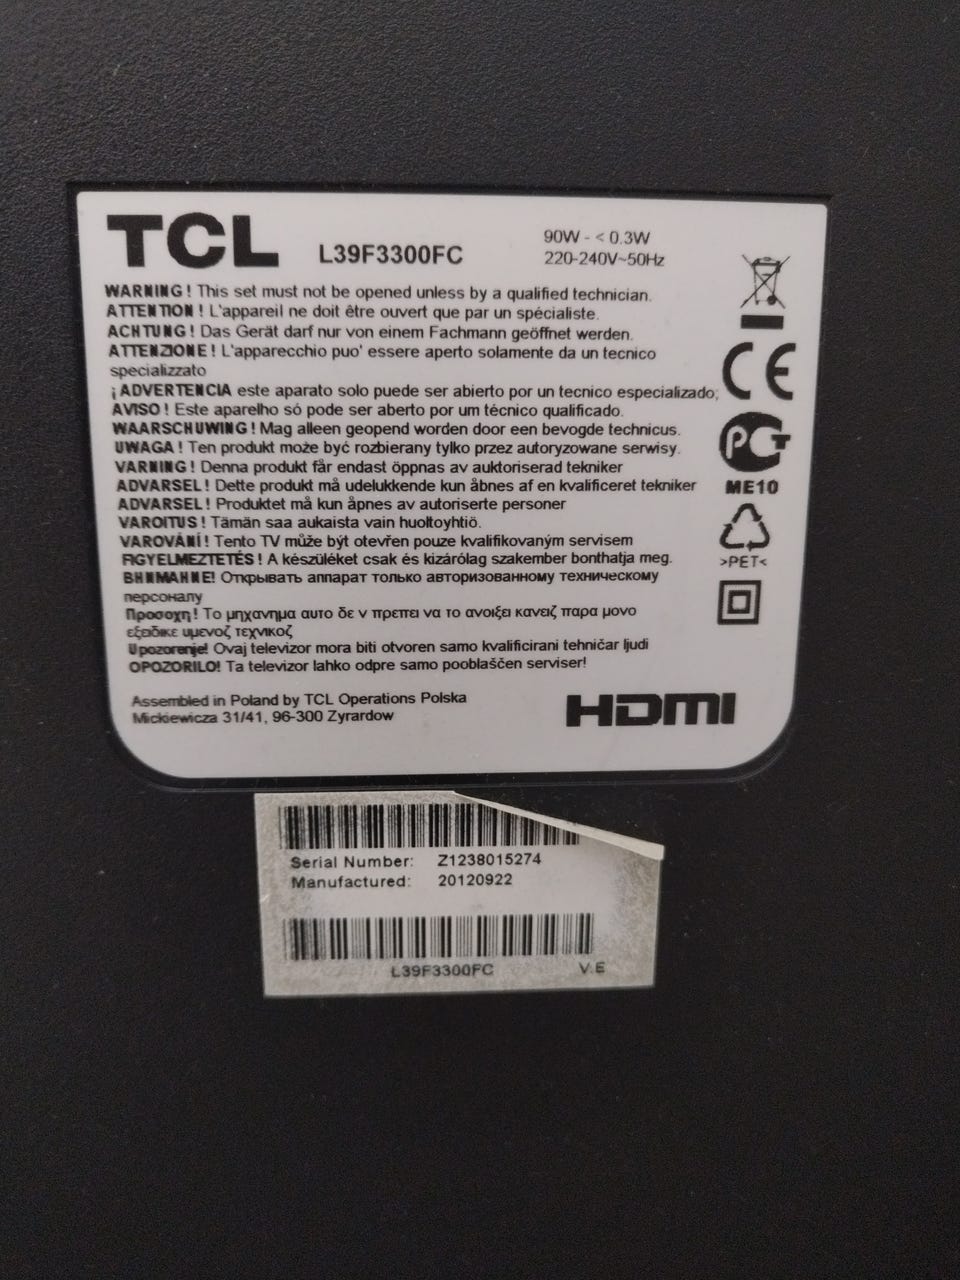 TCL L39F3300FC 90W - < 0.3W
220-240V~50Hz
WARNING! This set must not be opened unless by a qualified technician.
ATTENTION! L'appareil ne doit être ouvert que par un spécialiste.
ACHTUNG! Das Gerät darf nur von einem Fachmann geöffnet werden.
ATTENZIONE! L'apparecchio puo' essere aperto solamente da un tecnico
specializzato
¡ADVERTENCIA este aparato solo puede ser abierto por un tecnico especializado;
AVISO! Este aparelho só pode ser aberto por um técnico qualificado.
WAARSCHUWING! Mag alleen geopend worden door een bevogde technicus.
UWAGA! Ten produkt może być rozbierany tylko przez autoryzowane serwisy.
VARNING! Denna produkt får endast öppnas av auktoriserad tekniker
ADVARSEL! Dette produkt må udelukkende kun åbnes af en kvalificeret tekniker
ADVARSEL! Produktet må kun åpnes av autoriserte personer
VAROITUS! Tämän saa aukaista vain huoltoyhtiö.
VAROVÁNÍ! Tento TV může být otevřen pouze kvalifikovaným servisem
FIGYELMEZTETÉS! A készüléket csak és kizárólag szakember bonthatja meg.
ВНИМАНИЕ! Открывать аппарат только авторизованному техническому
персоналу
Προσοχη! Το μηχανημα αυτο δε ν πρεπει να το ανοιξει κανεiζ παρα μονο
εξειδικε υμενοζ τεχνικοζ
Upozorenje! Ovaj televizor mora biti otvoren samo kvalificirani tehničar ljudi
OPOZORILO! Ta televizor lahko odpre samo pooblaščen serviser!
Assembled in Poland by TCL Operations Polska
Mickiewicza 31/41, 96-300 Zyrardow
CE
PCT
ME10
>PET<
HDMI
Serial Number: Z1238015274
Manufactured: 20120922
L39F3300FC V.E